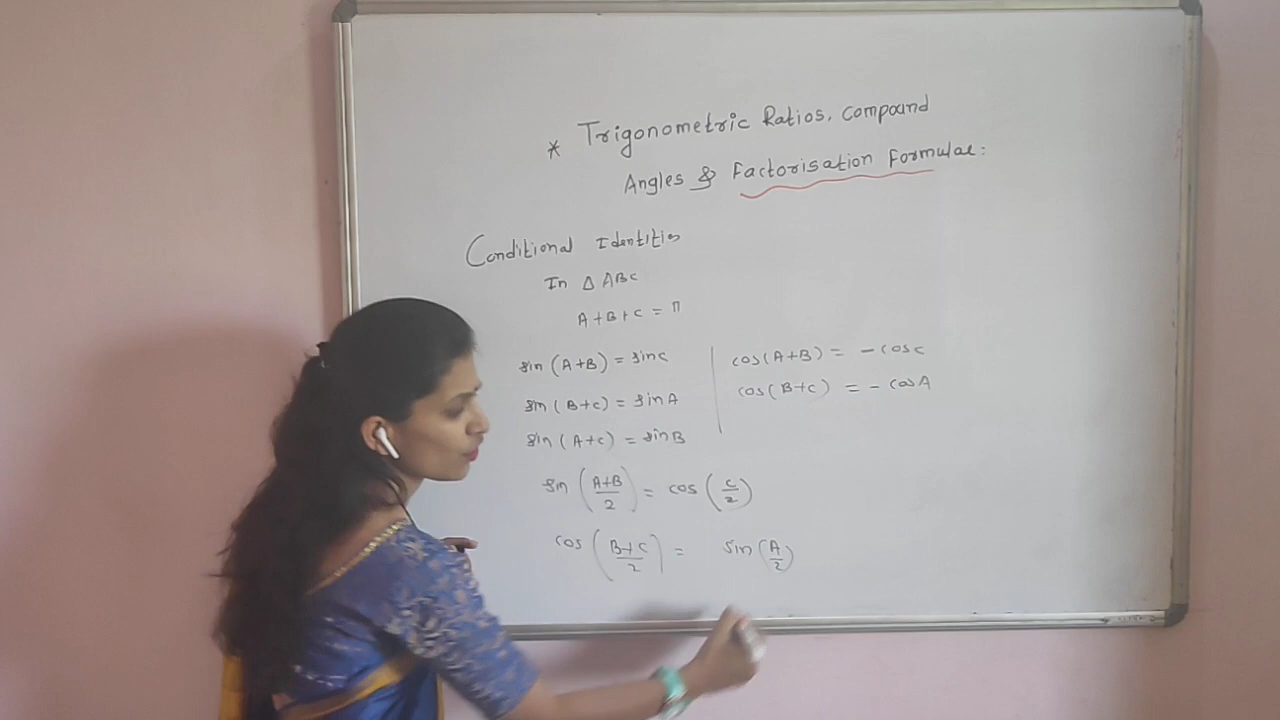 * Trigonometric Ratios, Compound
Angles & Factorisation Formulae:
Conditional Identities
In Δ ABC
A+B+C = π
sin (A+B) = sinC
sin (B+C) = sinA
sin (A+C) = sinB
cos(A+B) = -cosC
cos(B+C) = -cosA
sin (A+B/2) = cos (C/2)
cos (B+C/2) = sin (A/2)